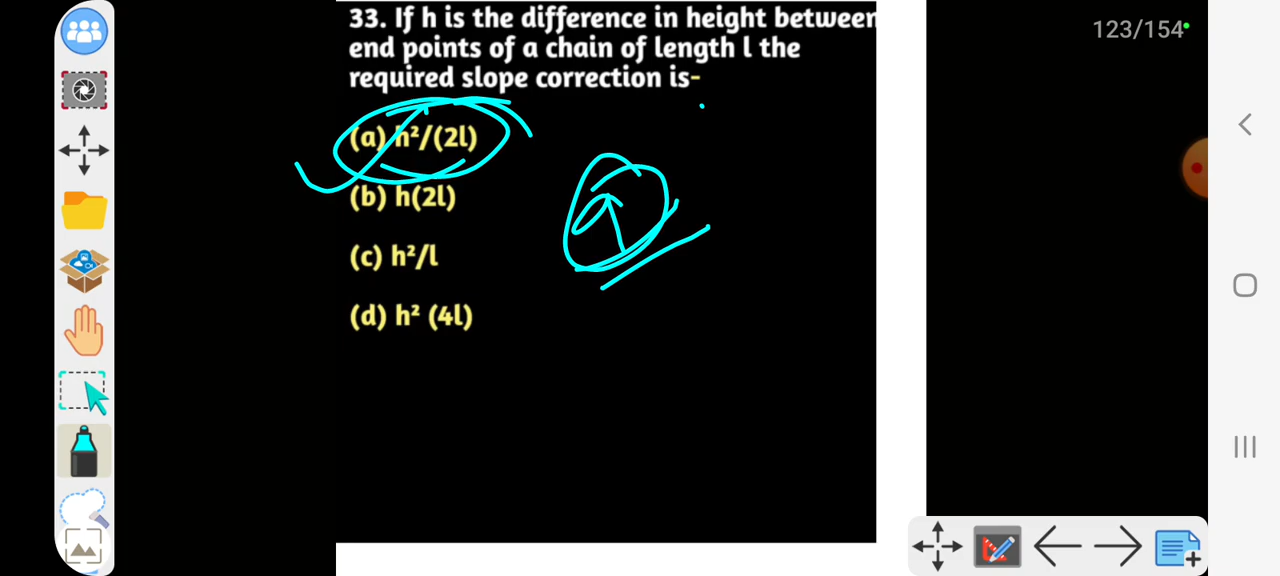 123/154
33. If h is the difference in height between
end points of a chain of length l the
required slope correction is-
(a) h²/(2l)
(b) h(2l)
(c) h²/l
(d) h² (4l)